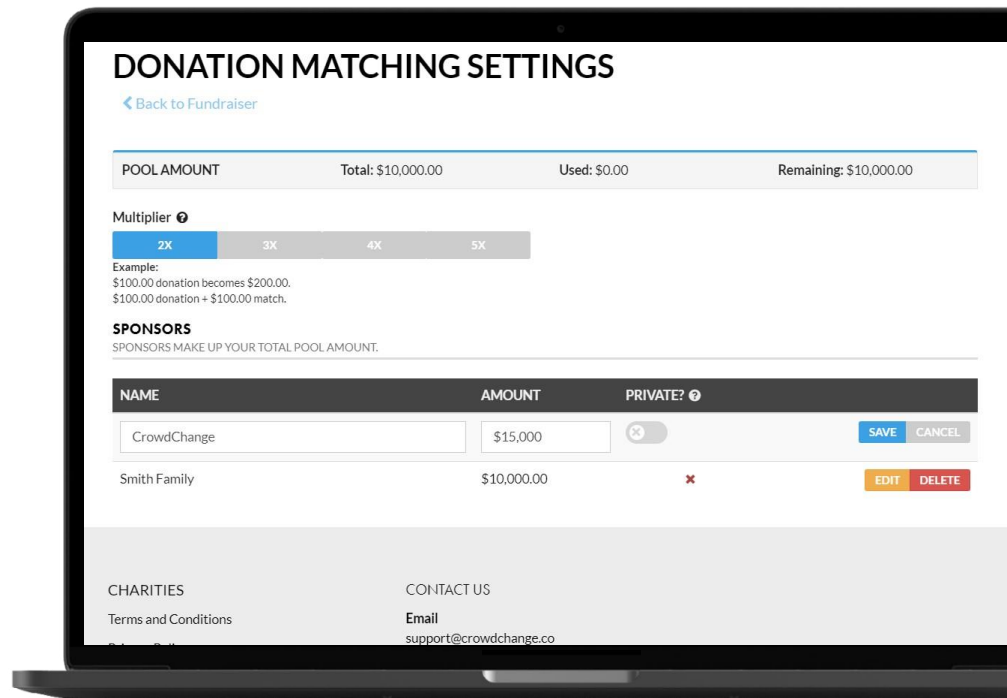 DONATION MATCHING SETTINGS
Back to Fundraiser
POOL AMOUNT Total: $10,000.00 Used: $0.00 Remaining: $10,000.00
Multiplier
2X 3X 4X 5X
Example:
$100.00 donation becomes $200.00.
$100.00 donation + $100.00 match.
SPONSORS
SPONSORS MAKE UP YOUR TOTAL POOL AMOUNT.
NAME AMOUNT PRIVATE?
CrowdChange $15,000 SAVE CANCEL
Smith Family $10,000.00 EDIT DELETE
CHARITIES CONTACT US
Terms and Conditions Email
support@crowdchange.co